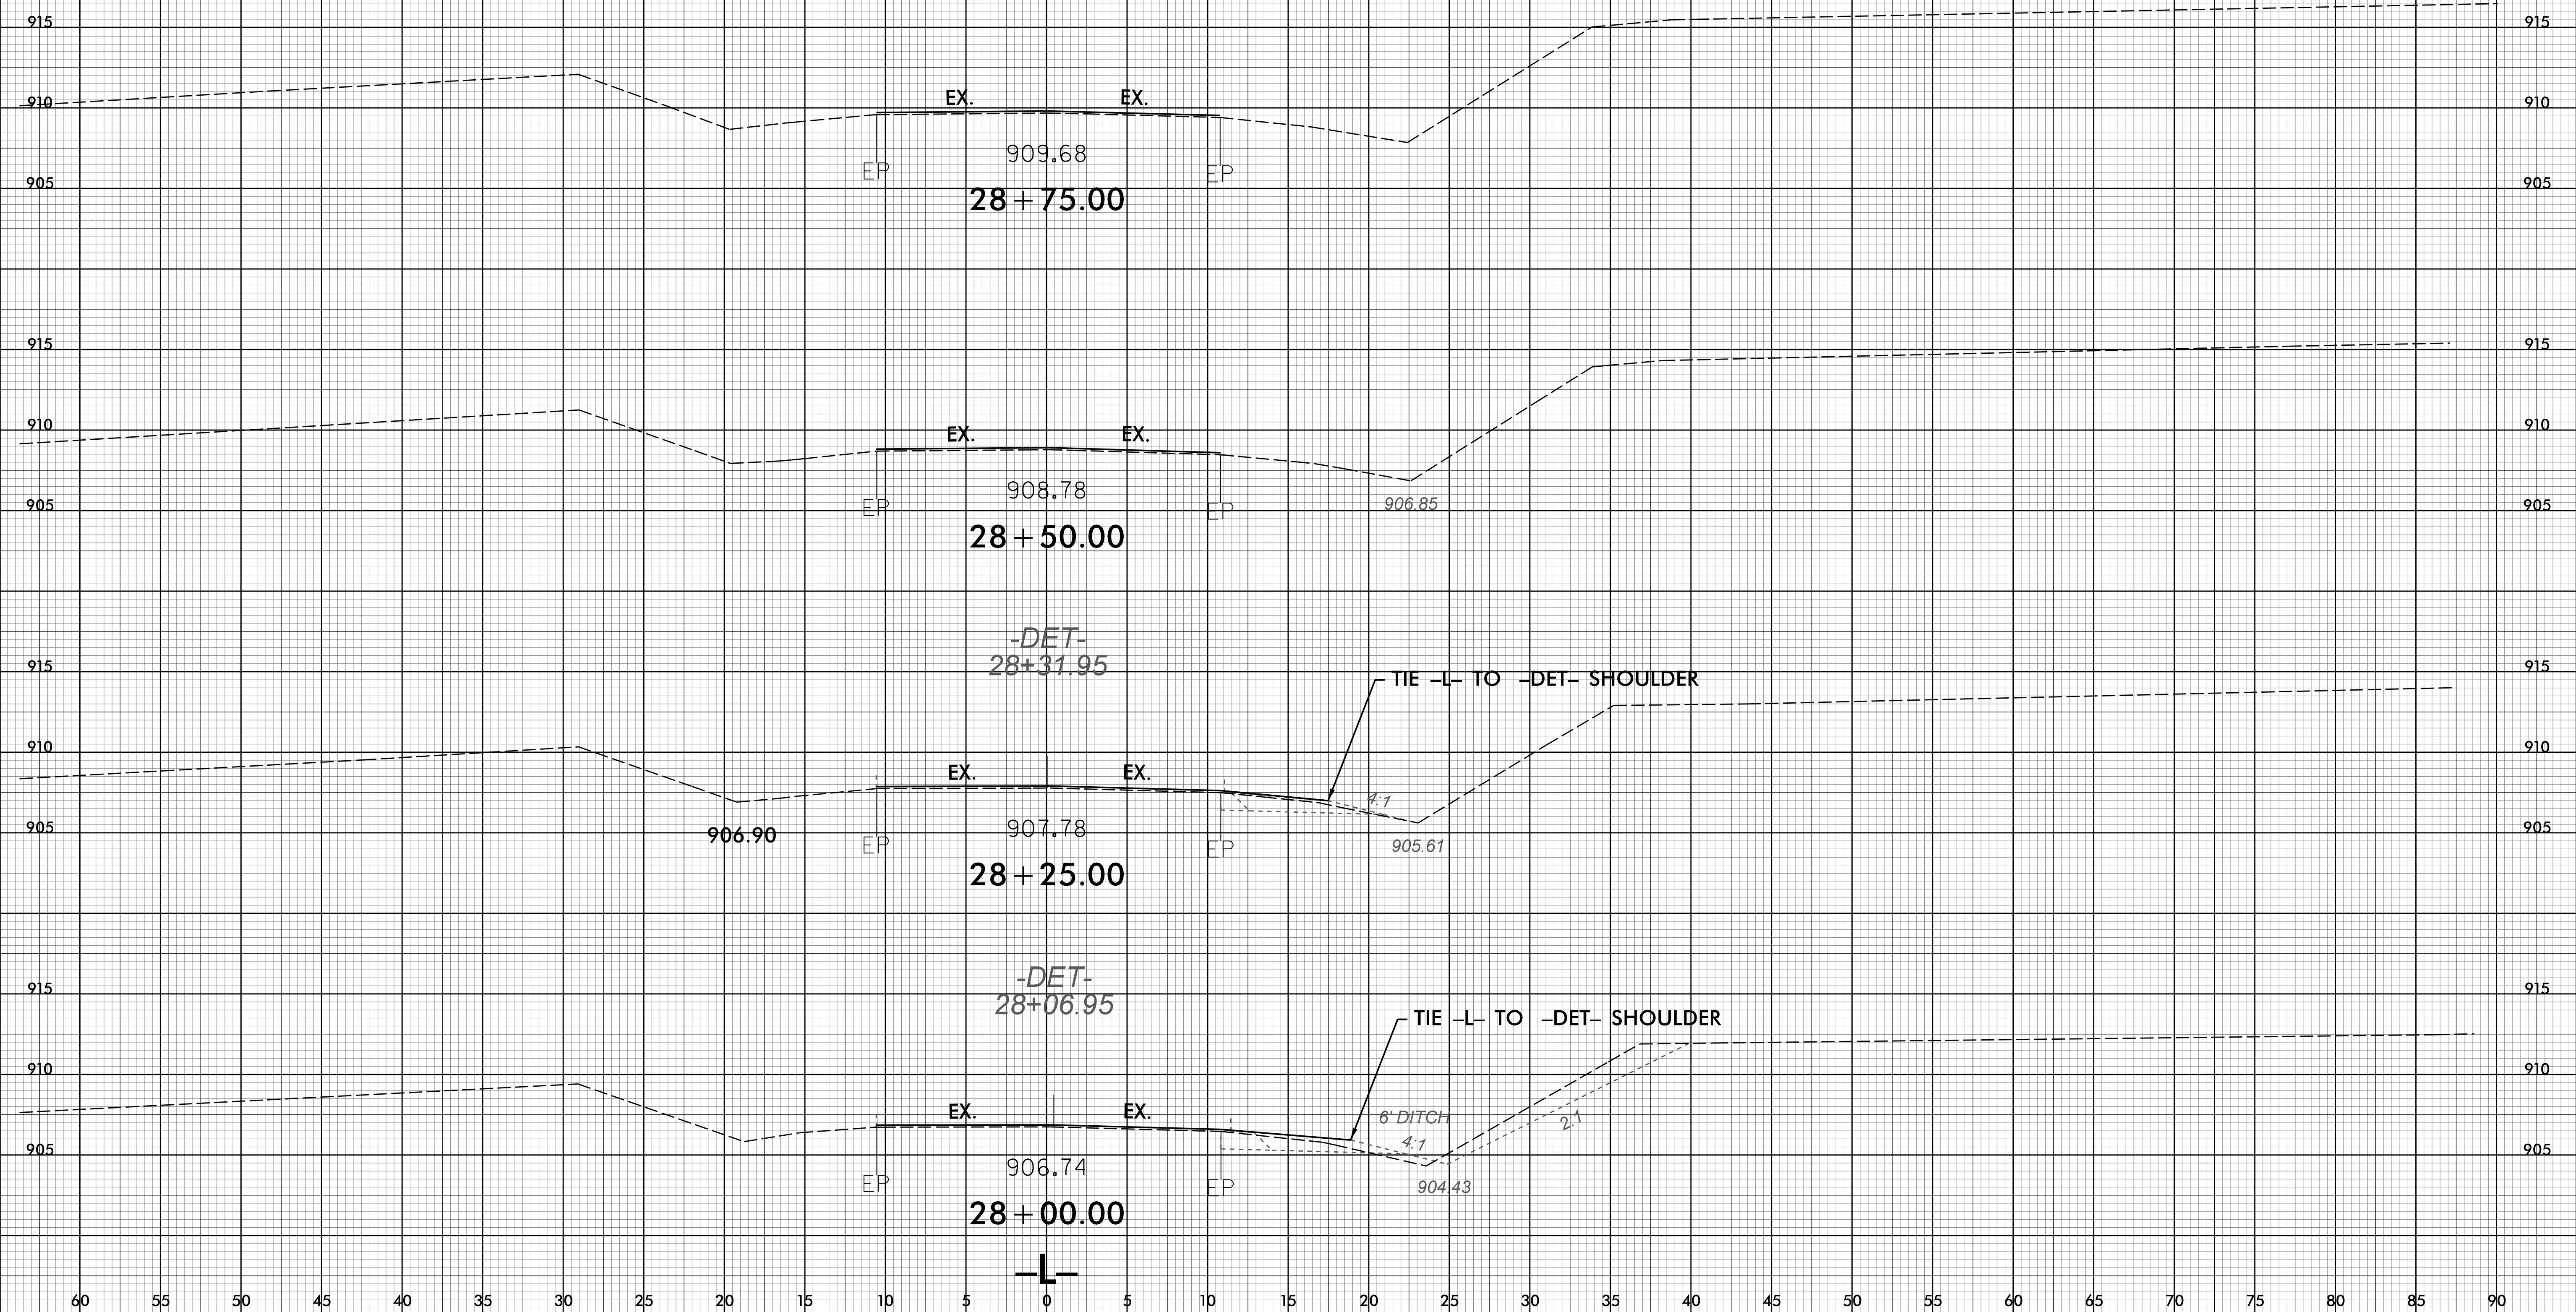 915 915
EX. EX.
910 910
909.68
EP EP
905 905
28+75.00
915 915
910 EX. EX. 910
908.78
EP EP 906.85
905 905
28+50.00
-DET-
28+31.95
915 915
TIE -L- TO -DET- SHOULDER
910 910
EX. EX.
4:1
906.90 907.78
905 905
EP EP 905.61
28+25.00
-DET-
28+06.95
915 915
TIE -L- TO -DET- SHOULDER
910 910
EX. EX. 6' DITCH 2:1
4:1
905 905
906.74
EP EP 904.43
28+00.00
-L-
60 55 50 45 40 35 30 25 20 15 10 5 0 5 10 15 20 25 30 35 40 45 50 55 60 65 70 75 80 85 90